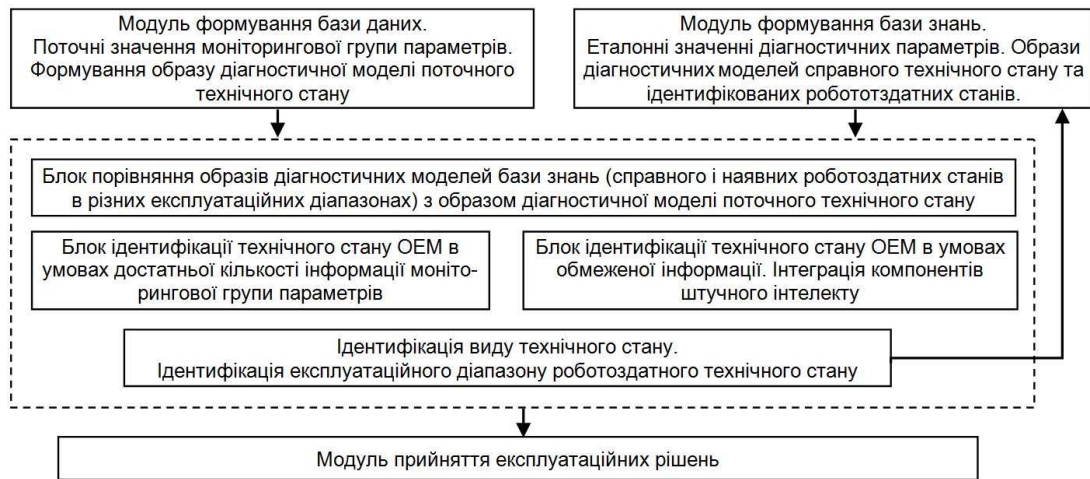 Модуль формування бази даних.
Поточні значення моніторингової групи параметрів.
Формування образу діагностичної моделі поточного
технічного стану
Модуль формування бази знань.
Еталонні значенні діагностичних параметрів. Образи
діагностичних моделей справного технічного стану та
ідентифікованих робототздатних станів.
Блок порівняння образів діагностичних моделей бази знань (справного і наявних роботоздатних станів
в різних експлуатаційних діапазонах) з образом діагностичної моделі поточного технічного стану
Блок ідентифікації технічного стану ОЕМ в
умовах достатньої кількості інформації моніто-
рингової групи параметрів
Блок ідентифікації технічного стану ОЕМ в умовах
обмеженої інформації. Інтеграція компонентів
штучного інтелекту
Ідентифікація виду технічного стану.
Ідентифікація експлуатаційного діапазону роботоздатного технічного стану
Модуль прийняття експлуатаційних рішень